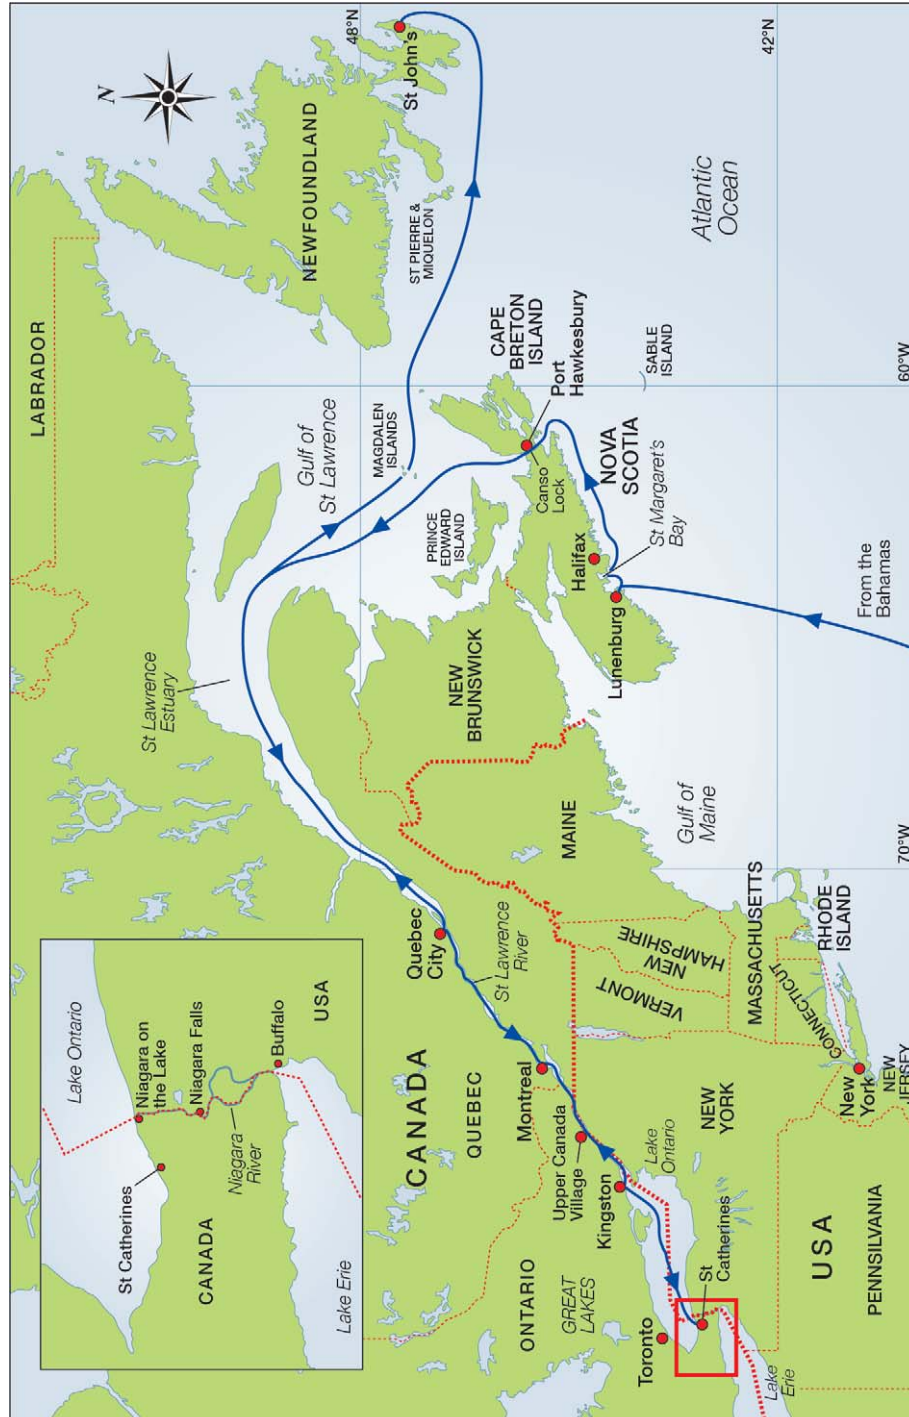 N
48°N
42°N
60°W
70°W
LABRADOR
NEWFOUNDLAND
St John's
ST PIERRE &
MIQUELON
Atlantic
Ocean
Gulf of
St Lawrence
MAGDALEN
ISLANDS
CAPE
BRETON
ISLAND
Port
Hawkesbury
SABLE
ISLAND
Canso
Lock
NOVA
SCOTIA
St Margaret's
Bay
PRINCE
EDWARD
ISLAND
Halifax
Lunenburg
From the
Bahamas
St Lawrence
Estuary
NEW
BRUNSWICK
MAINE
Gulf of
Maine
Quebec
City
St Lawrence
River
CANADA
QUEBEC
Montreal
Upper Canada
Village
Kingston
Lake
Ontario
VERMONT
NEW
HAMPSHIRE
MASSACHUSETTS
RHODE
ISLAND
CONNECTICUT
NEW
YORK
New
York
NEW
JERSEY
ONTARIO
GREAT
LAKES
Toronto
St
Catherines
Lake
Erie
USA
PENNSILVANIA
Lake Ontario
Niagara on
the Lake
Niagara Falls
Buffalo
USA
St Catherines
Niagara
River
CANADA
Lake Erie